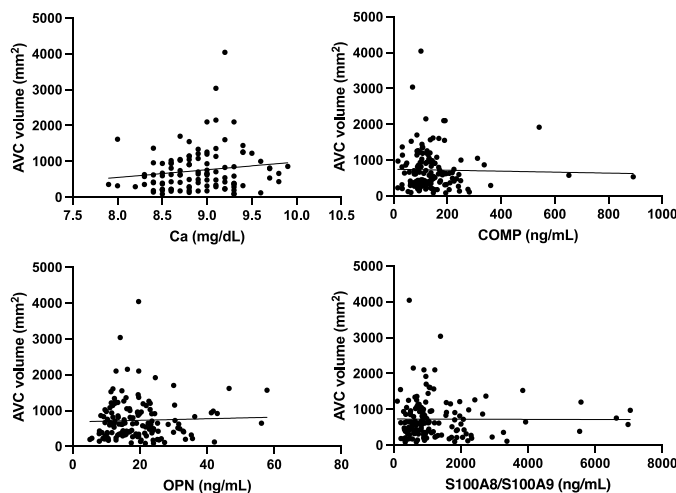 5000
4000
3000
2000
1000
0
AVC volume (mm²)
7.5 8.0 8.5 9.0 9.5 10.0 10.5
Ca (mg/dL)
5000
4000
3000
2000
1000
0
AVC volume (mm²)
0 200 400 600 800 1000
COMP (ng/mL)
5000
4000
3000
2000
1000
0
AVC volume (mm²)
0 20 40 60 80
OPN (ng/mL)
5000
4000
3000
2000
1000
0
AVC volume (mm²)
0 2000 4000 6000 8000
S100A8/S100A9 (ng/mL)